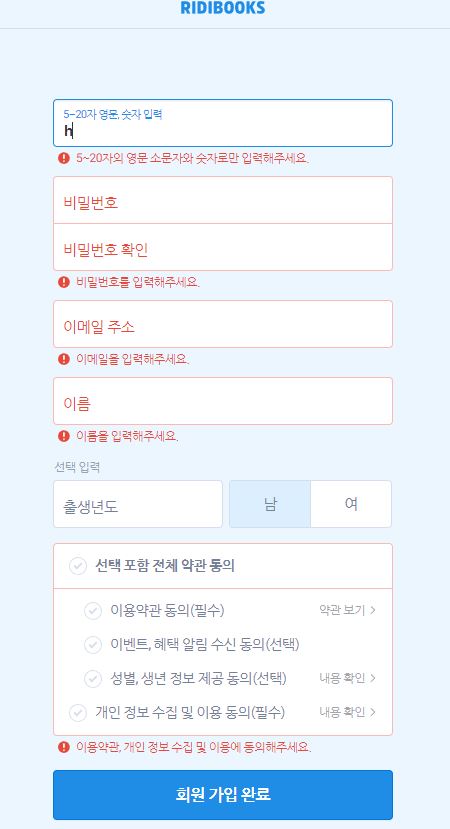 RIDIBOOKS
5~20자 영문, 숫자 입력
h
5~20자의 영문 소문자와 숫자로만 입력해주세요.
비밀번호
비밀번호 확인
비밀번호를 입력해주세요.
이메일 주소
이메일을 입력해주세요.
이름
이름을 입력해주세요.
선택 입력
출생년도 남 여
선택 포함 전체 약관 동의
이용약관 동의(필수) 약관 보기 >
이벤트, 혜택 알림 수신 동의(선택)
성별, 생년 정보 제공 동의(선택) 내용 확인 >
개인 정보 수집 및 이용 동의(필수) 내용 확인 >
이용약관, 개인 정보 수집 및 이용에 동의해주세요.
회원 가입 완료